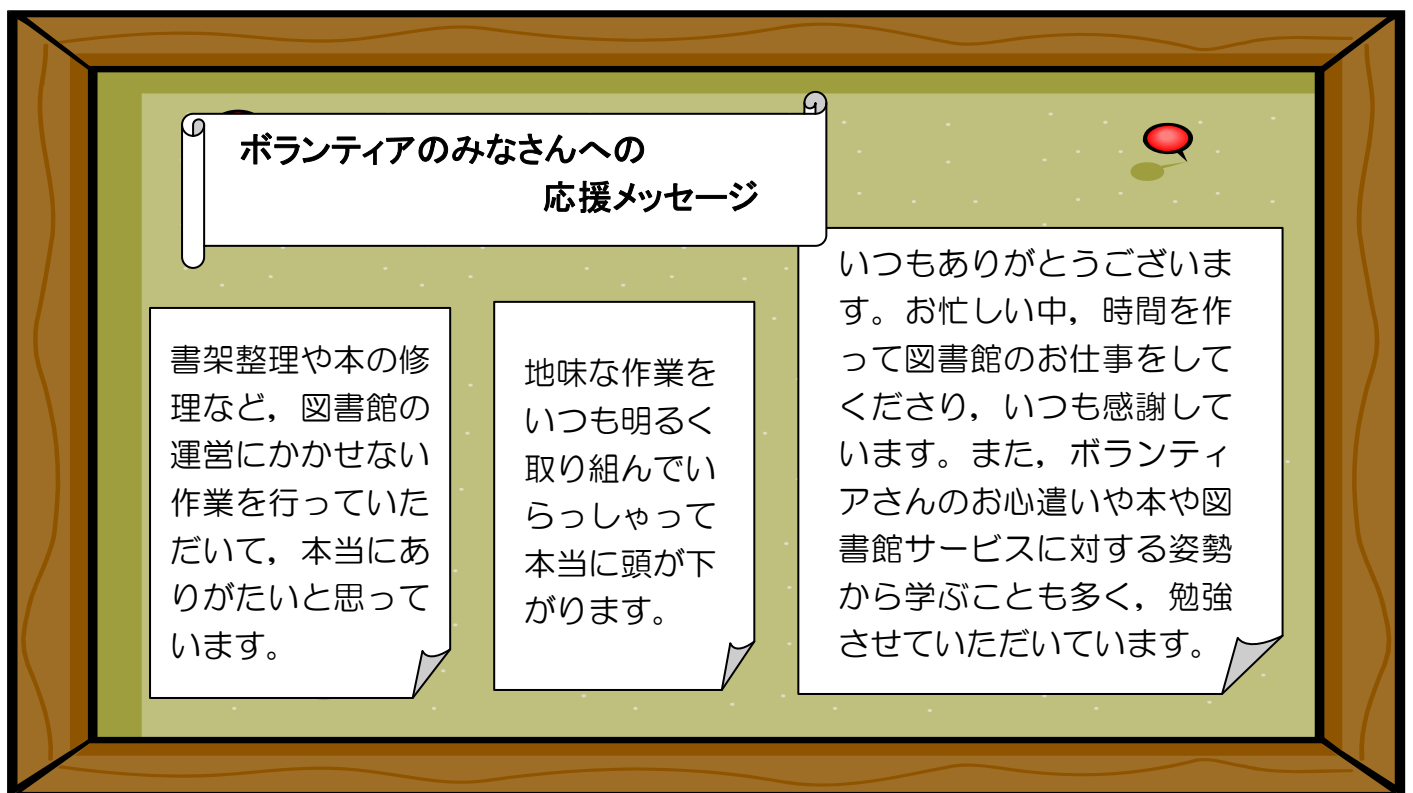 ボランティアのみなさんへの
応援メッセージ
書架整理や本の修
理など，図書館の
運営にかかせない
作業を行っていた
だいて，本当にあ
りがたいと思って
います。
地味な作業を
いつも明るく
取り組んでい
らっしゃって
本当に頭が下
がります。
いつもありがとうございま
す。お忙しい中，時間を作
って図書館のお仕事をして
くださり，いつも感謝して
います。また，ボランティ
アさんのお心遣いや本や図
書館サービスに対する姿勢
から学ぶことも多く，勉強
させていただいています。